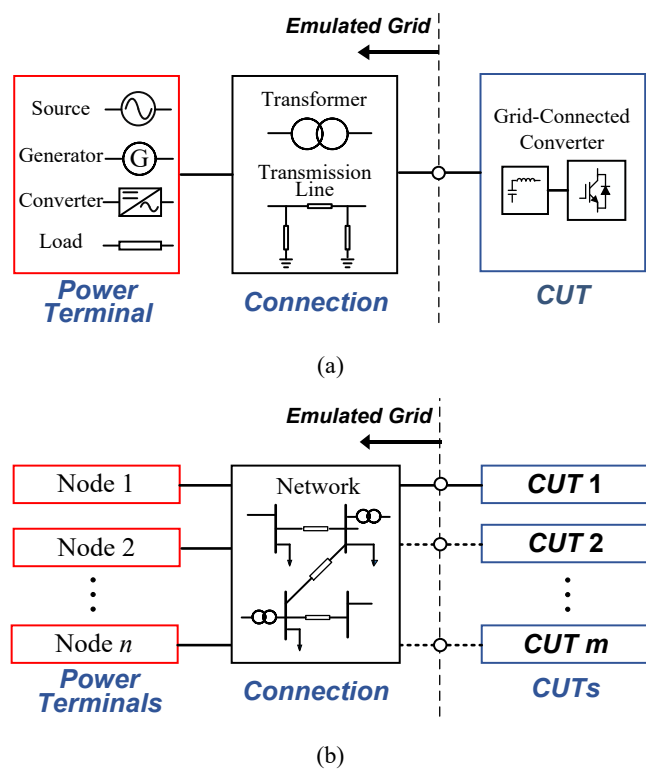 Emulated Grid
Source
Generator
G
Converter
Load
Power
Terminal
Transformer
Transmission
Line
Connection
Grid-Connected
Converter
CUT
(a)
Emulated Grid
Node 1
Node 2
Node n
Power
Terminals
Network
Connection
CUT 1
CUT 2
CUT m
CUTs
(b)